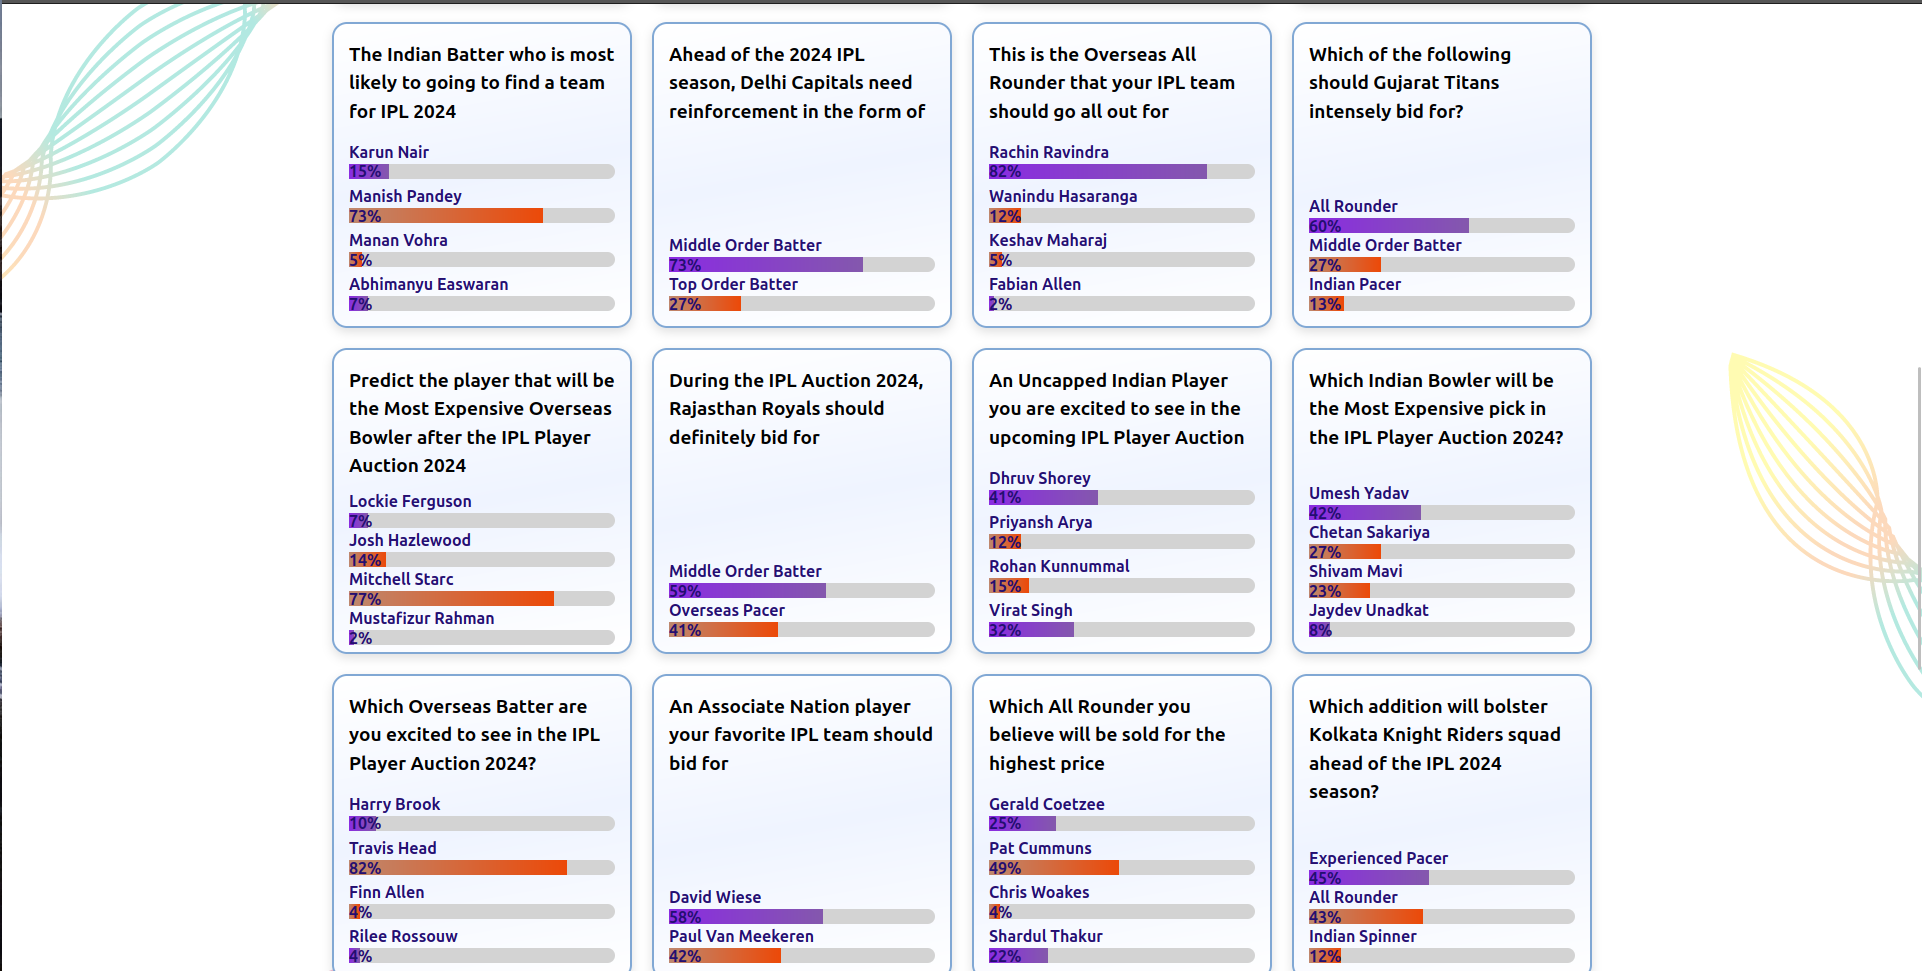 The Indian Batter who is most
likely to going to find a team
for IPL 2024
Karun Nair
15%
Manish Pandey
73%
Manan Vohra
5%
Abhimanyu Easwaran
7%
Ahead of the 2024 IPL
season, Delhi Capitals need
reinforcement in the form of
Middle Order Batter
73%
Top Order Batter
27%
This is the Overseas All
Rounder that your IPL team
should go all out for
Rachin Ravindra
82%
Wanindu Hasaranga
12%
Keshav Maharaj
5%
Fabian Allen
2%
Which of the following
should Gujarat Titans
intensely bid for?
All Rounder
60%
Middle Order Batter
27%
Indian Pacer
13%
Predict the player that will be
the Most Expensive Overseas
Bowler after the IPL Player
Auction 2024
Lockie Ferguson
7%
Josh Hazlewood
14%
Mitchell Starc
77%
Mustafizur Rahman
2%
During the IPL Auction 2024,
Rajasthan Royals should
definitely bid for
Middle Order Batter
59%
Overseas Pacer
41%
An Uncapped Indian Player
you are excited to see in the
upcoming IPL Player Auction
Dhruv Shorey
41%
Priyansh Arya
12%
Rohan Kunnummal
15%
Virat Singh
32%
Which Indian Bowler will be
the Most Expensive pick in
the IPL Player Auction 2024?
Umesh Yadav
42%
Chetan Sakariya
27%
Shivam Mavi
23%
Jaydev Unadkat
8%
Which Overseas Batter are
you excited to see in the IPL
Player Auction 2024?
Harry Brook
10%
Travis Head
82%
Finn Allen
4%
Rilee Rossouw
4%
An Associate Nation player
your favorite IPL team should
bid for
David Wiese
58%
Paul Van Meekeren
42%
Which All Rounder you
believe will be sold for the
highest price
Gerald Coetzee
25%
Pat Cummuns
49%
Chris Woakes
4%
Shardul Thakur
22%
Which addition will bolster
Kolkata Knight Riders squad
ahead of the IPL 2024
season?
Experienced Pacer
45%
All Rounder
43%
Indian Spinner
12%